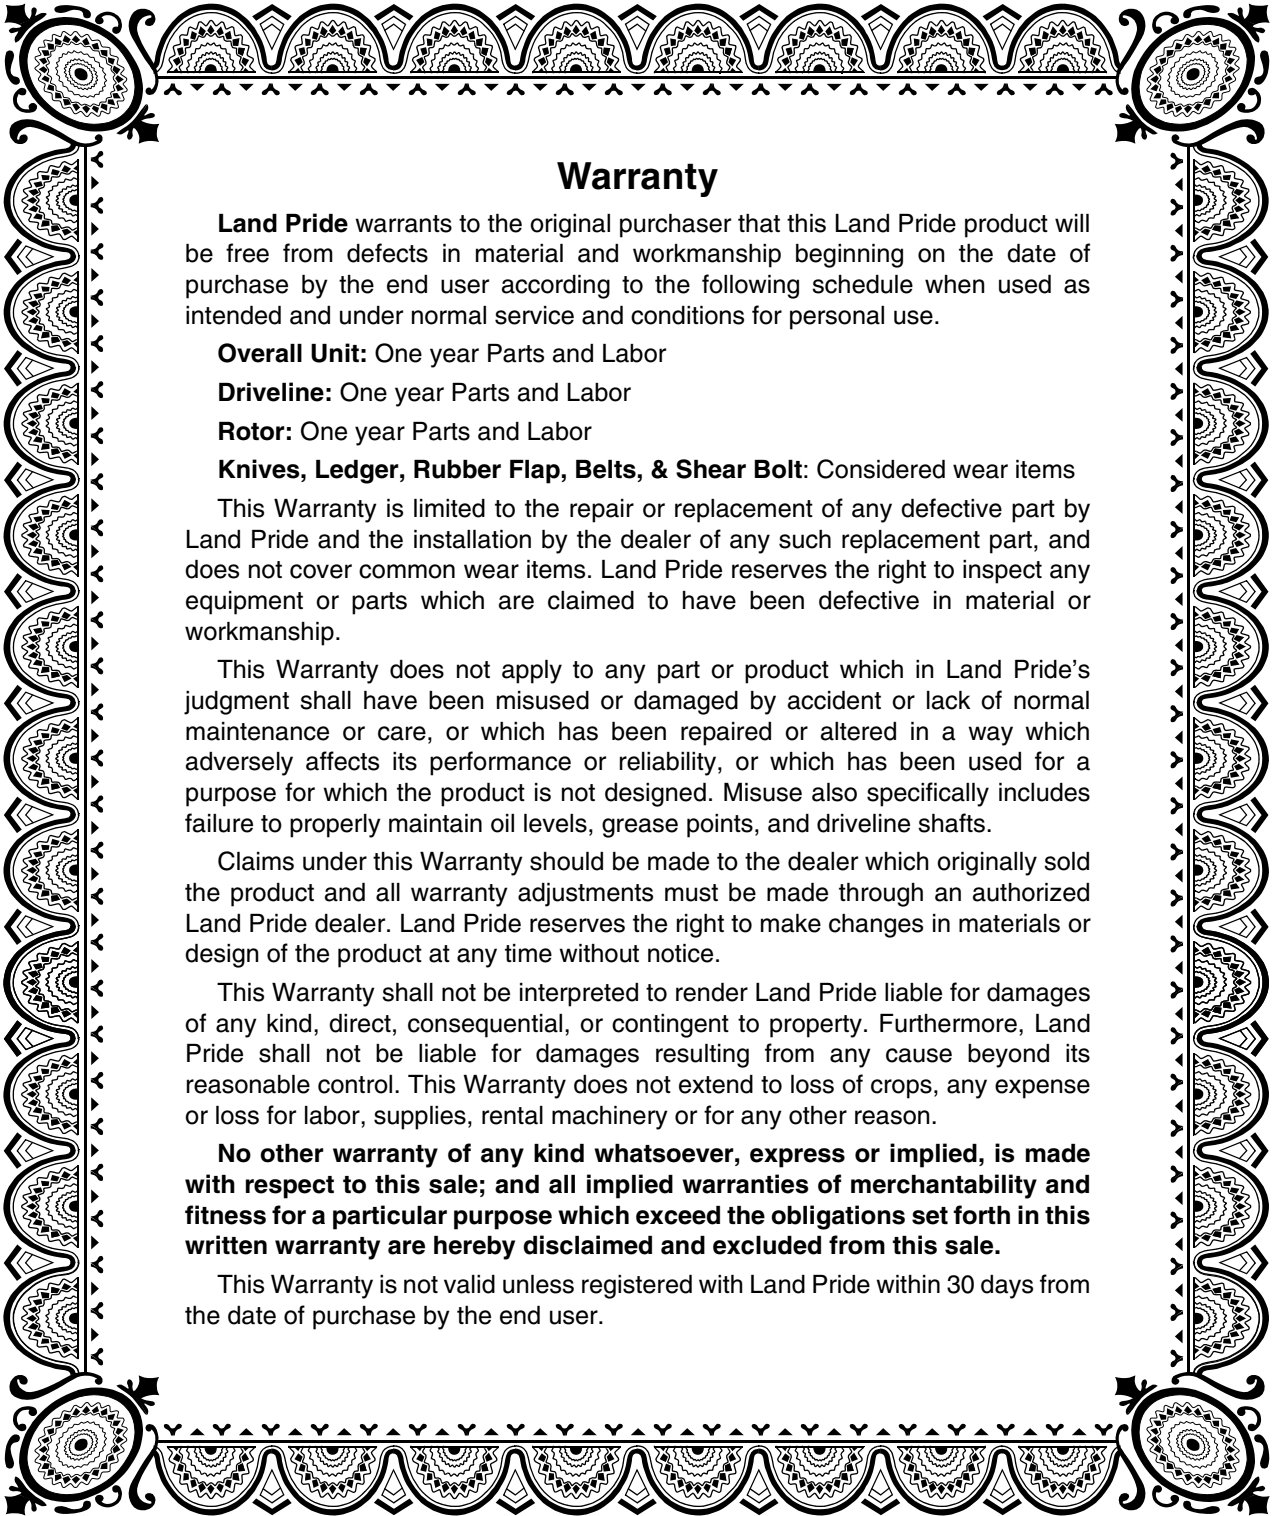 Warranty
Land Pride warrants to the original purchaser that this Land Pride product will
be free from defects in material and workmanship beginning on the date of
purchase by the end user according to the following schedule when used as
intended and under normal service and conditions for personal use.
Overall Unit: One year Parts and Labor
Driveline: One year Parts and Labor
Rotor: One year Parts and Labor
Knives, Ledger, Rubber Flap, Belts, & Shear Bolt: Considered wear items
This Warranty is limited to the repair or replacement of any defective part by
Land Pride and the installation by the dealer of any such replacement part, and
does not cover common wear items. Land Pride reserves the right to inspect any
equipment or parts which are claimed to have been defective in material or
workmanship.
This Warranty does not apply to any part or product which in Land Pride’s
judgment shall have been misused or damaged by accident or lack of normal
maintenance or care, or which has been repaired or altered in a way which
adversely affects its performance or reliability, or which has been used for a
purpose for which the product is not designed. Misuse also specifically includes
failure to properly maintain oil levels, grease points, and driveline shafts.
Claims under this Warranty should be made to the dealer which originally sold
the product and all warranty adjustments must be made through an authorized
Land Pride dealer. Land Pride reserves the right to make changes in materials or
design of the product at any time without notice.
This Warranty shall not be interpreted to render Land Pride liable for damages
of any kind, direct, consequential, or contingent to property. Furthermore, Land
Pride shall not be liable for damages resulting from any cause beyond its
reasonable control. This Warranty does not extend to loss of crops, any expense
or loss for labor, supplies, rental machinery or for any other reason.
No other warranty of any kind whatsoever, express or implied, is made
with respect to this sale; and all implied warranties of merchantability and
fitness for a particular purpose which exceed the obligations set forth in this
written warranty are hereby disclaimed and excluded from this sale.
This Warranty is not valid unless registered with Land Pride within 30 days from
the date of purchase by the end user.